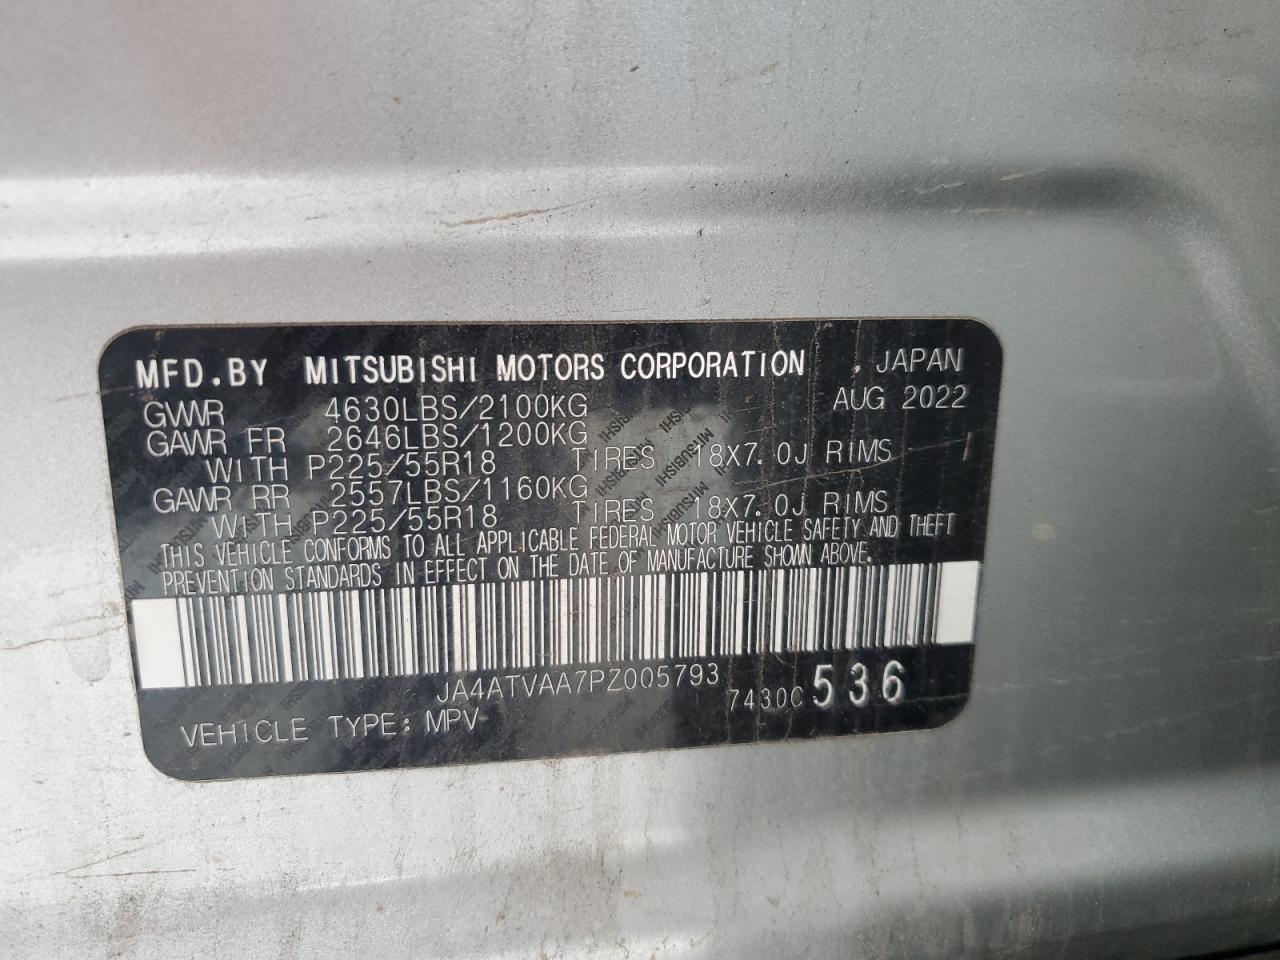 MFD.BY MITSUBISHI MOTORS CORPORATION , JAPAN
GVWR 4630LBS/2100KG AUG 2022
GAWR FR 2646LBS/1200KG
WITH P225/55R18 TIRES 18X7.0J RIMS
GAWR RR 2557LBS/1160KG
WITH P225/55R18 TIRES 18X7.0J RIMS
THIS VEHICLE CONFORMS TO ALL APPLICABLE FEDERAL MOTOR VEHICLE SAFETY AND THEFT
PREVENTION STANDARDS IN EFFECT ON THE DATE OF MANUFACTURE SHOWN ABOVE.
JA4ATVAA7PZ005793
7430C 536
VEHICLE TYPE: MPV